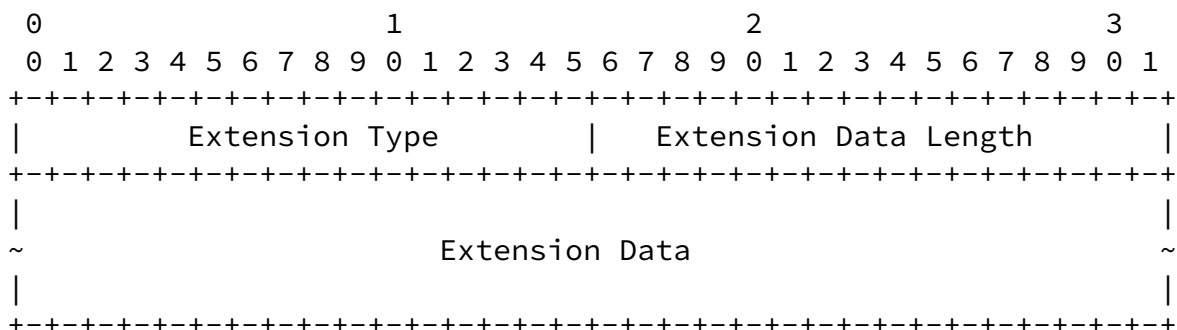 0                   1                   2                   3
 0 1 2 3 4 5 6 7 8 9 0 1 2 3 4 5 6 7 8 9 0 1 2 3 4 5 6 7 8 9 0 1
+-+-+-+-+-+-+-+-+-+-+-+-+-+-+-+-+-+-+-+-+-+-+-+-+-+-+-+-+-+-+-+-+
|         Extension Type        |   Extension Data Length       |
+-+-+-+-+-+-+-+-+-+-+-+-+-+-+-+-+-+-+-+-+-+-+-+-+-+-+-+-+-+-+-+-+
|                                                               |
~                       Extension Data                          ~
|                                                               |
+-+-+-+-+-+-+-+-+-+-+-+-+-+-+-+-+-+-+-+-+-+-+-+-+-+-+-+-+-+-+-+-+